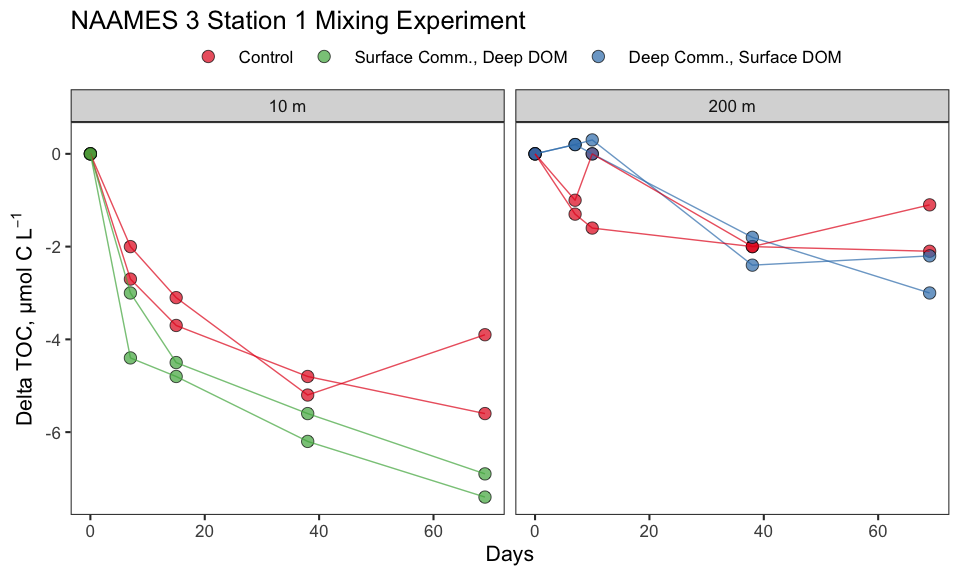 NAAMES 3 Station 1 Mixing Experiment
Control Surface Comm., Deep DOM Deep Comm., Surface DOM
10 m 200 m
0
-2
-4
-6
Delta TOC, μmol C L⁻¹
0 20 40 60 0 20 40 60
Days